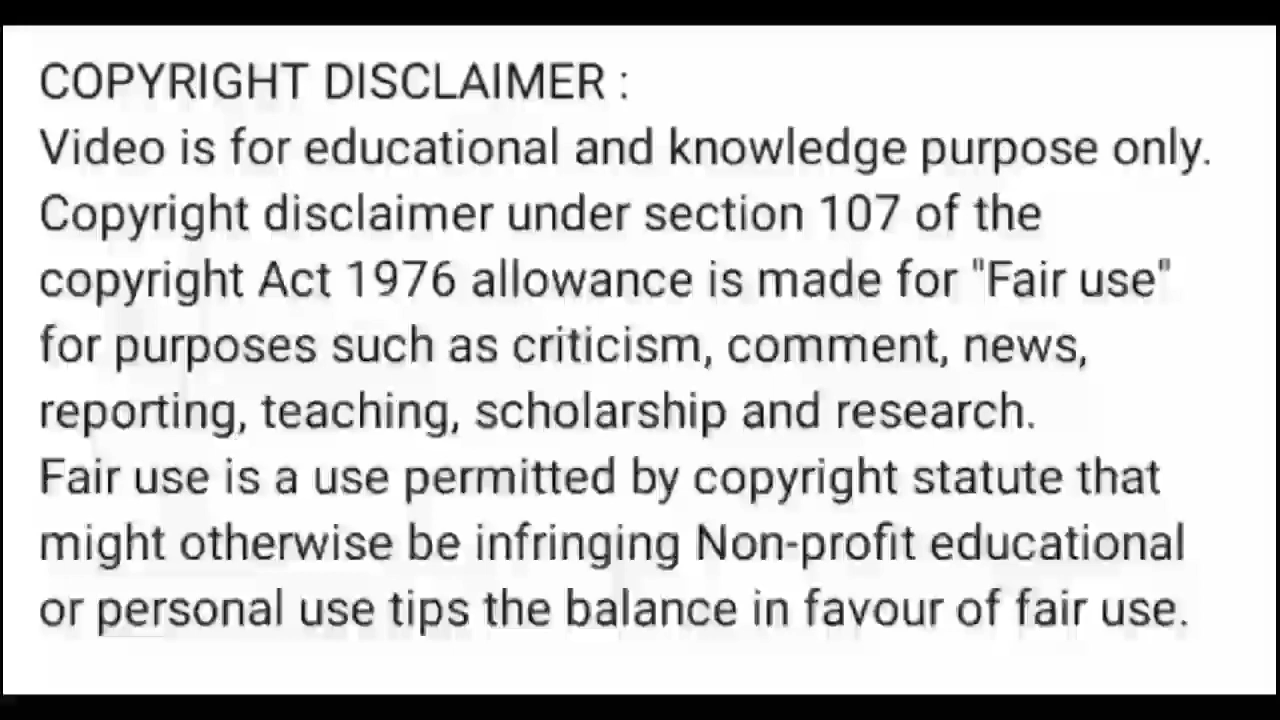 COPYRIGHT DISCLAIMER :
Video is for educational and knowledge purpose only.
Copyright disclaimer under section 107 of the
copyright Act 1976 allowance is made for "Fair use"
for purposes such as criticism, comment, news,
reporting, teaching, scholarship and research.
Fair use is a use permitted by copyright statute that
might otherwise be infringing Non-profit educational
or personal use tips the balance in favour of fair use.